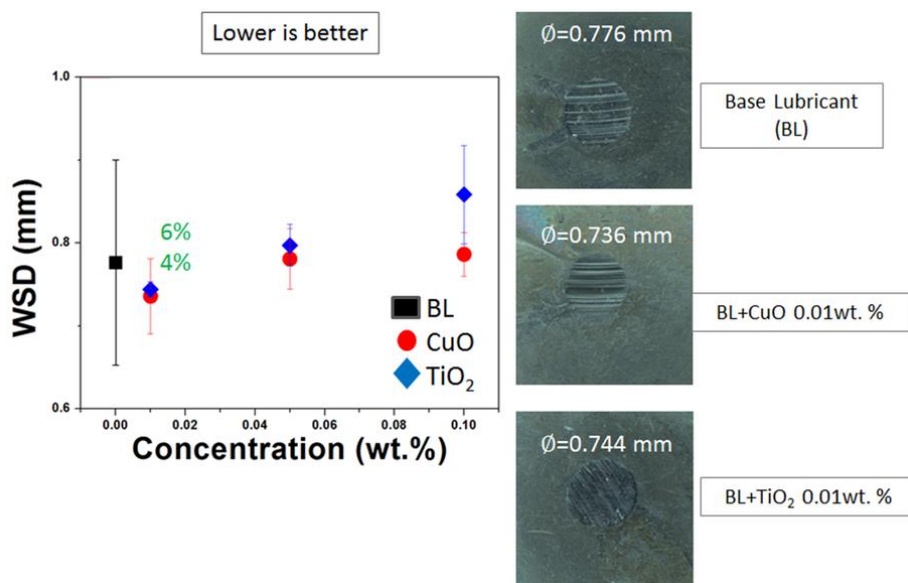 Lower is better
1.0
0.8
0.6
WSD (mm)
6%
4%
BL
CuO
TiO₂
0.00 0.02 0.04 0.06 0.08 0.10
Concentration (wt.%)
Ø=0.776 mm
Base Lubricant
(BL)
Ø=0.736 mm
BL+CuO 0.01wt. %
Ø=0.744 mm
BL+TiO₂ 0.01wt. %